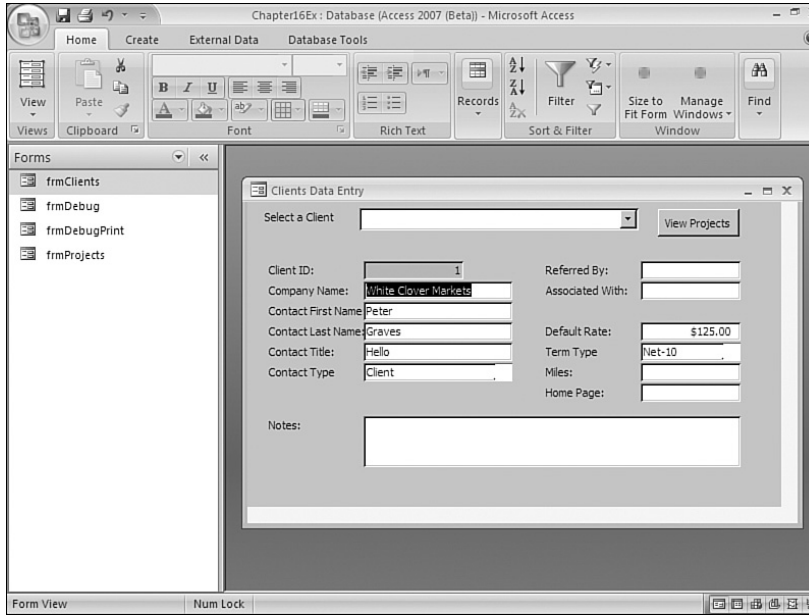 Chapter16Ex : Database (Access 2007 (Beta)) - Microsoft Access
Home Create External Data Database Tools
View
Paste
B I U
A
ab
Records
Filter
Size to Fit Form
Manage Windows
Find
Views Clipboard Font Rich Text Sort & Filter Window
Forms
frmClients
frmDebug
frmDebugPrint
frmProjects
Clients Data Entry
Select a Client
View Projects
Client ID: 1
Referred By:
Company Name: White Clover Markets
Associated With:
Contact First Name Peter
Contact Last Name: Graves
Default Rate: $125.00
Contact Title: Hello
Term Type Net-10
Contact Type Client
Miles:
Home Page:
Notes:
Form View Num Lock